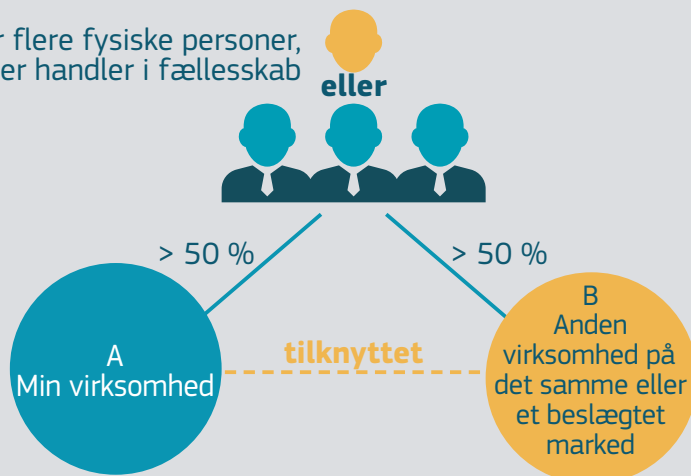 flere fysiske personer,
er handler i fællesskab
eller
> 50 %
> 50 %
A
Min virksomhed
tilknyttet
B
Anden
virksomhed på
det samme eller
et beslægtet
marked